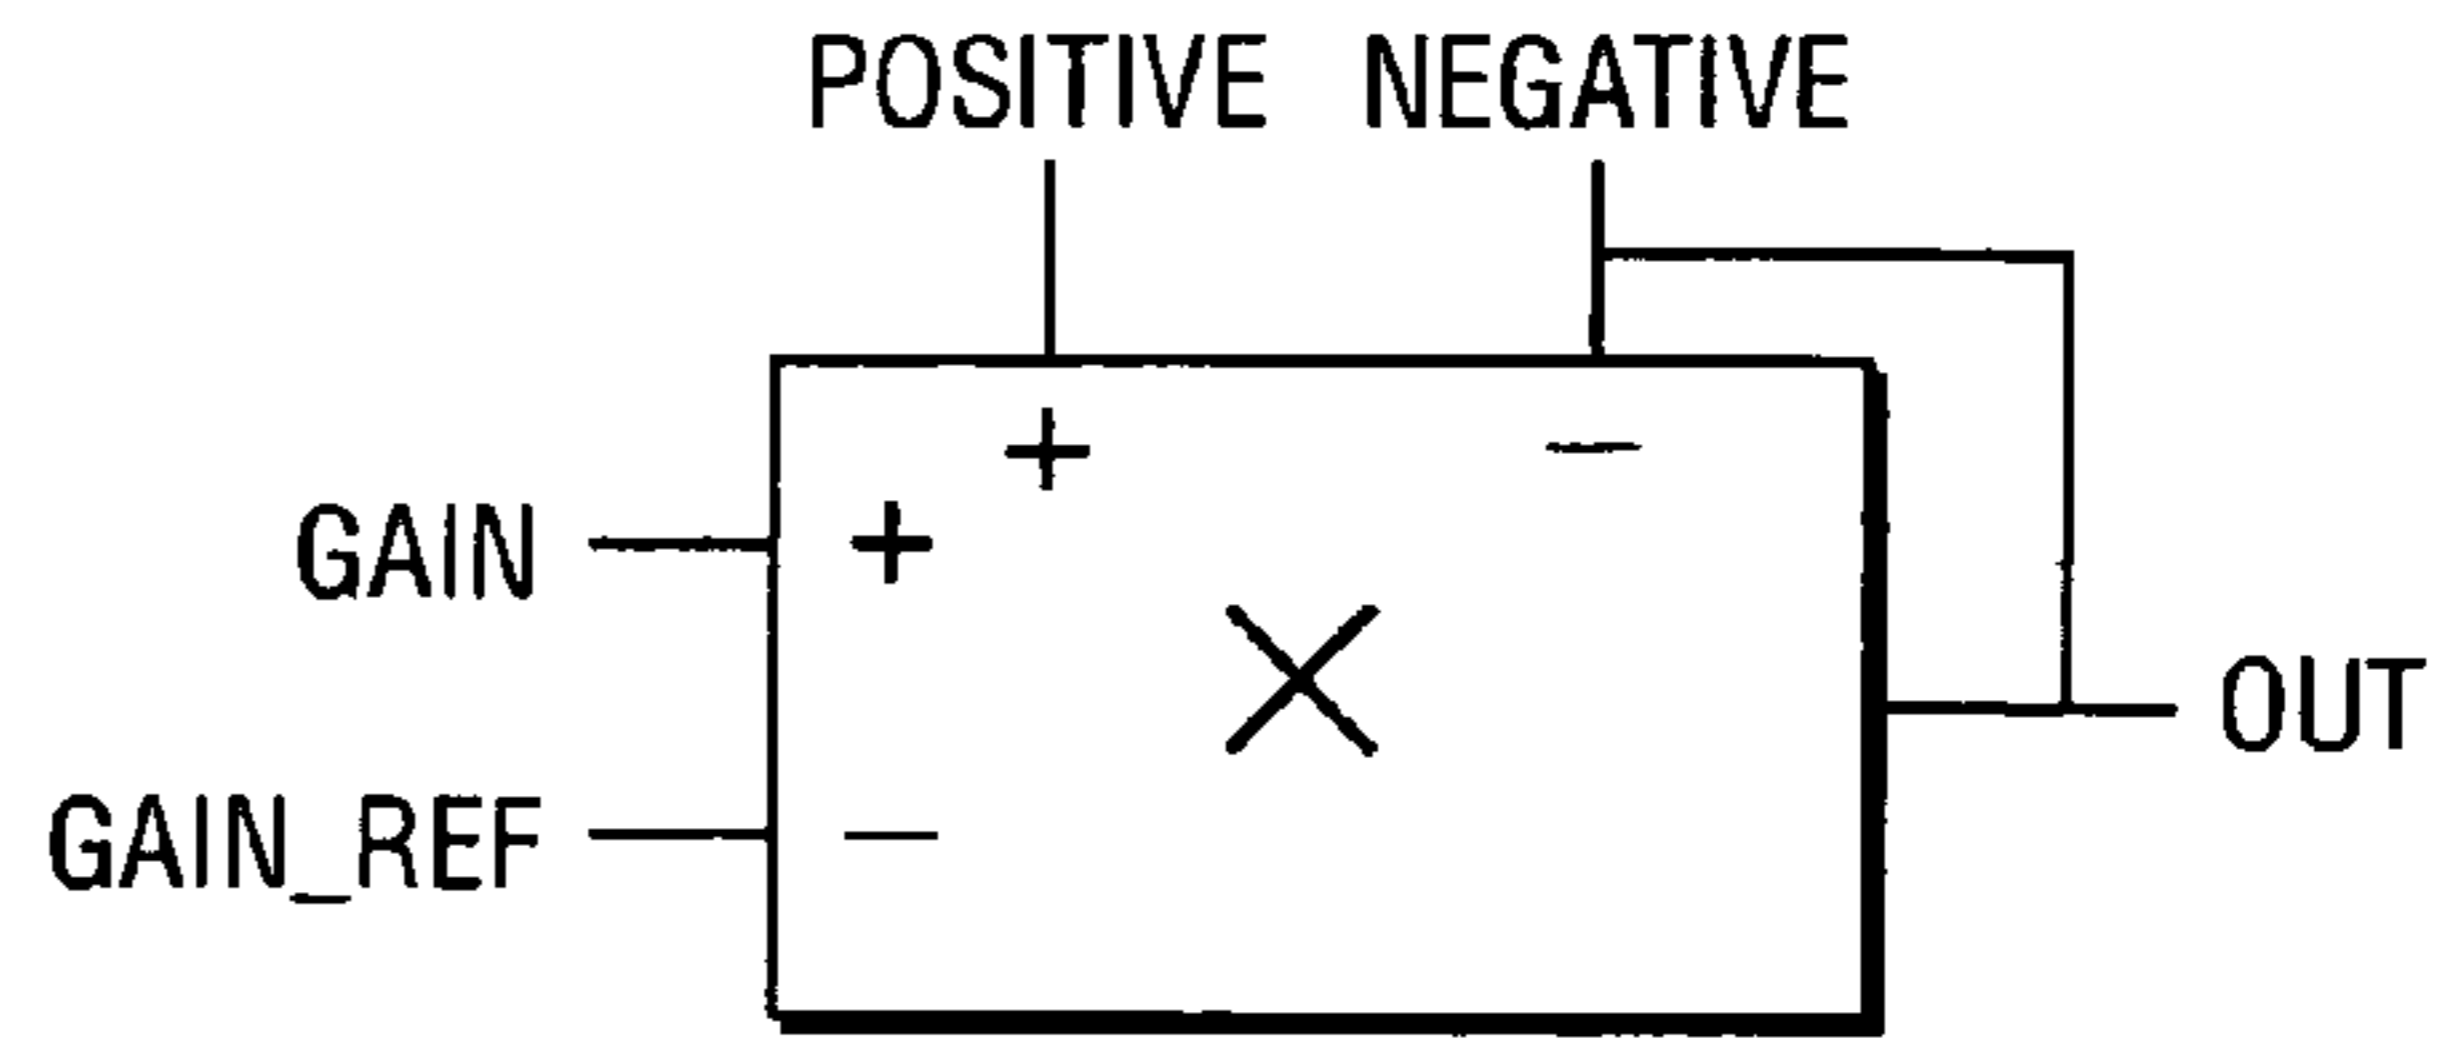 POSITIVE NEGATIVE
+ −
GAIN +
×
OUT
GAIN_REF −